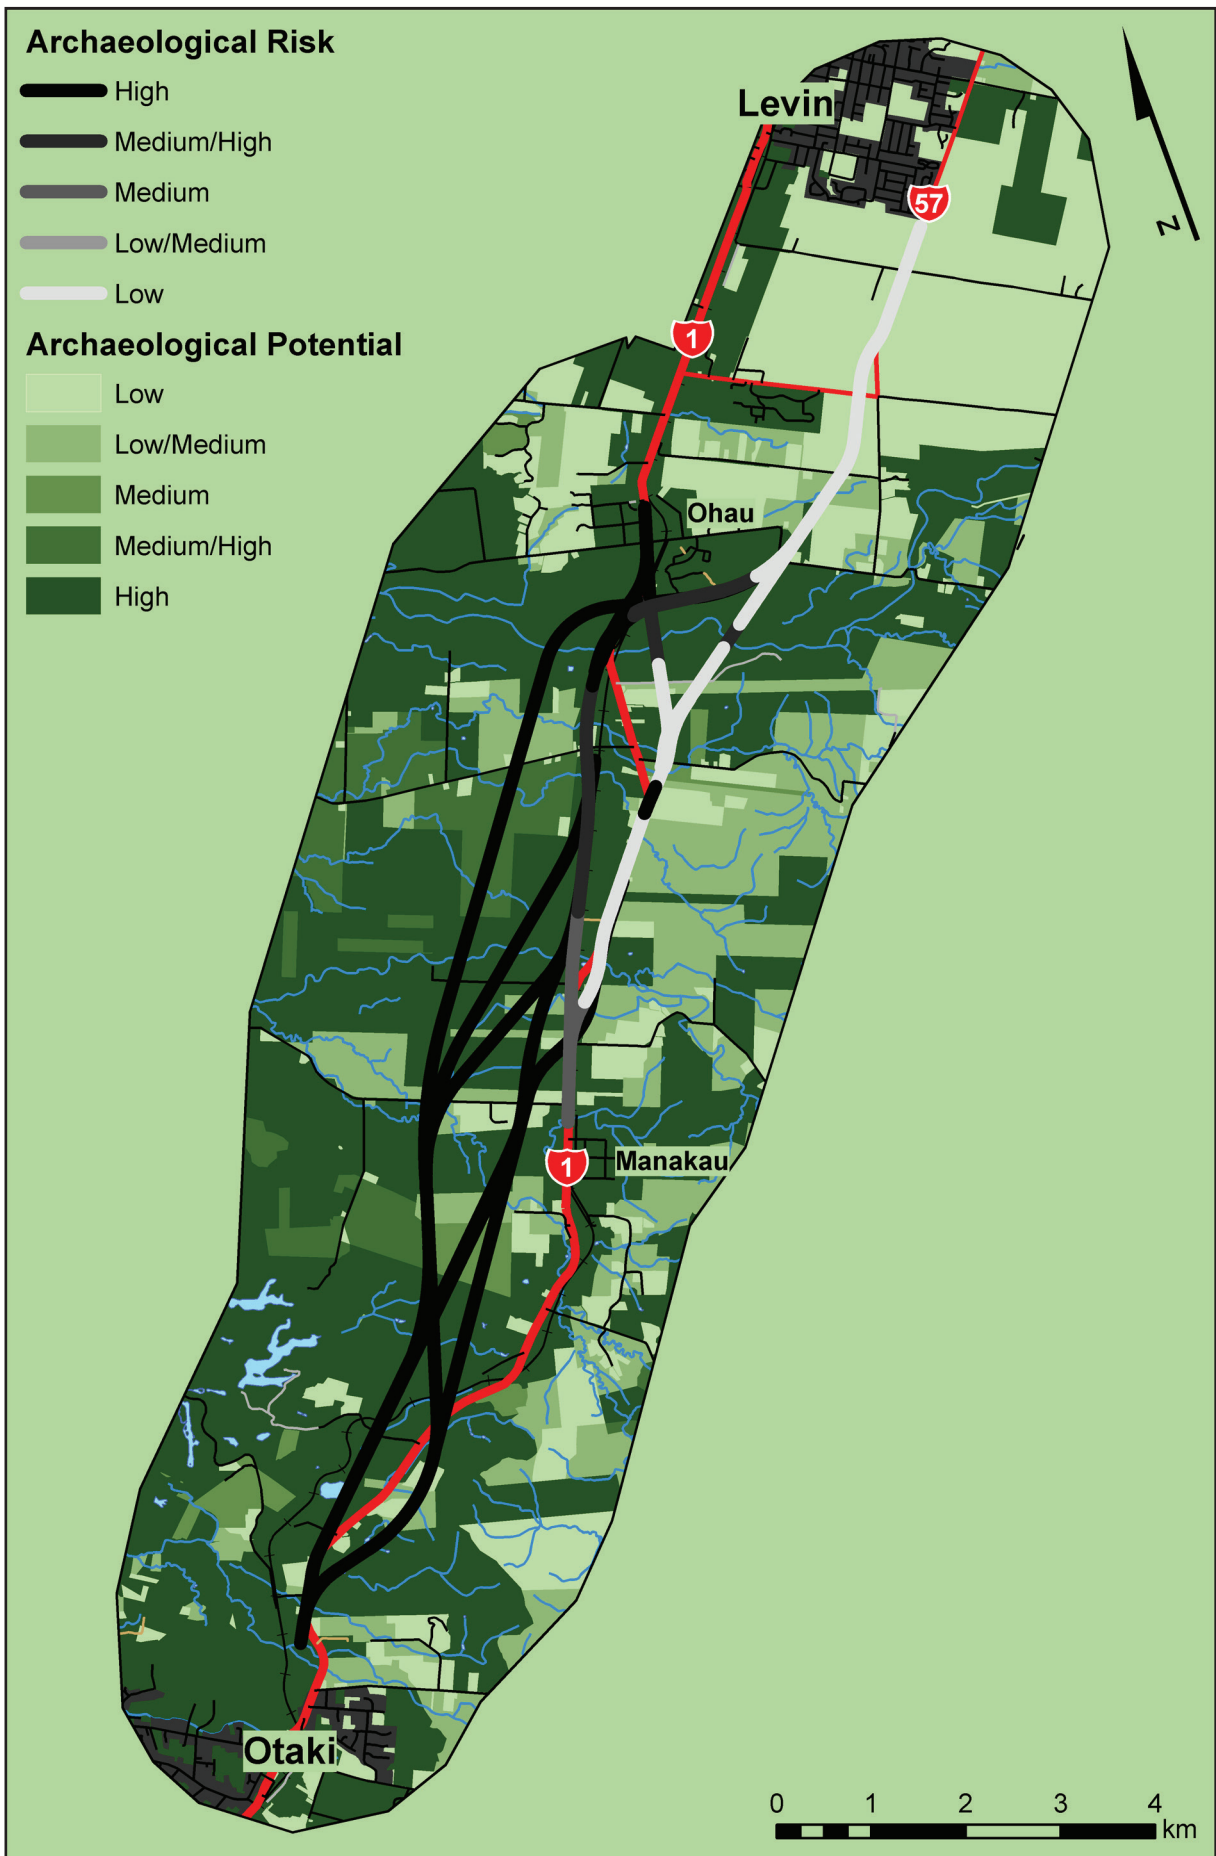 Archaeological Risk
High
Medium/High
Medium
Low/Medium
Low
Archaeological Potential
Low
Low/Medium
Medium
Medium/High
High
Levin
57
N
1
Ohau
1
Manakau
Otaki
0 1 2 3 4
km